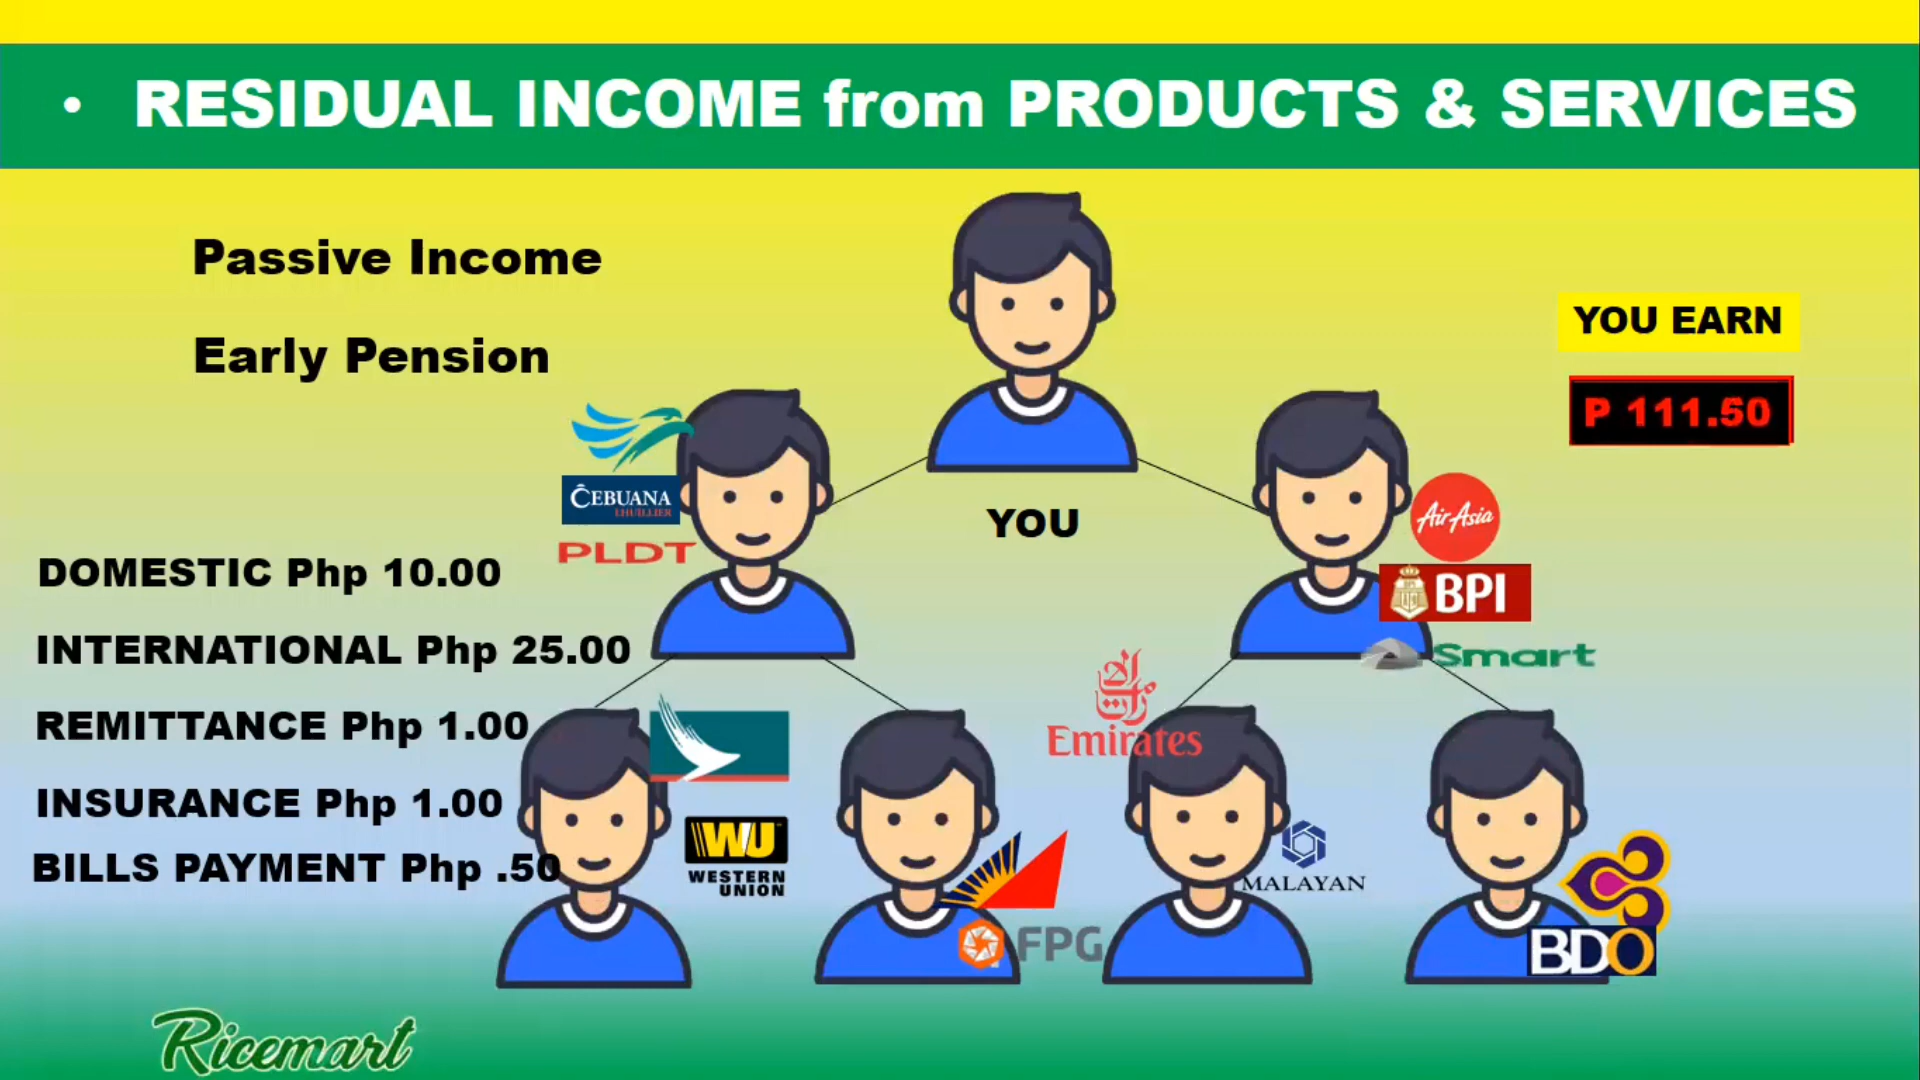 • RESIDUAL INCOME from PRODUCTS & SERVICES
Passive Income
Early Pension
YOU EARN
P 111.50
YOU
CEBUANA
LHUILLIER
PLDT
AirAsia
BPI
Smart
DOMESTIC Php 10.00
INTERNATIONAL Php 25.00
REMITTANCE Php 1.00
INSURANCE Php 1.00
BILLS PAYMENT Php .50
Emirates
WU
WESTERN
UNION
MALAYAN
FPG
BDO
Ricemart